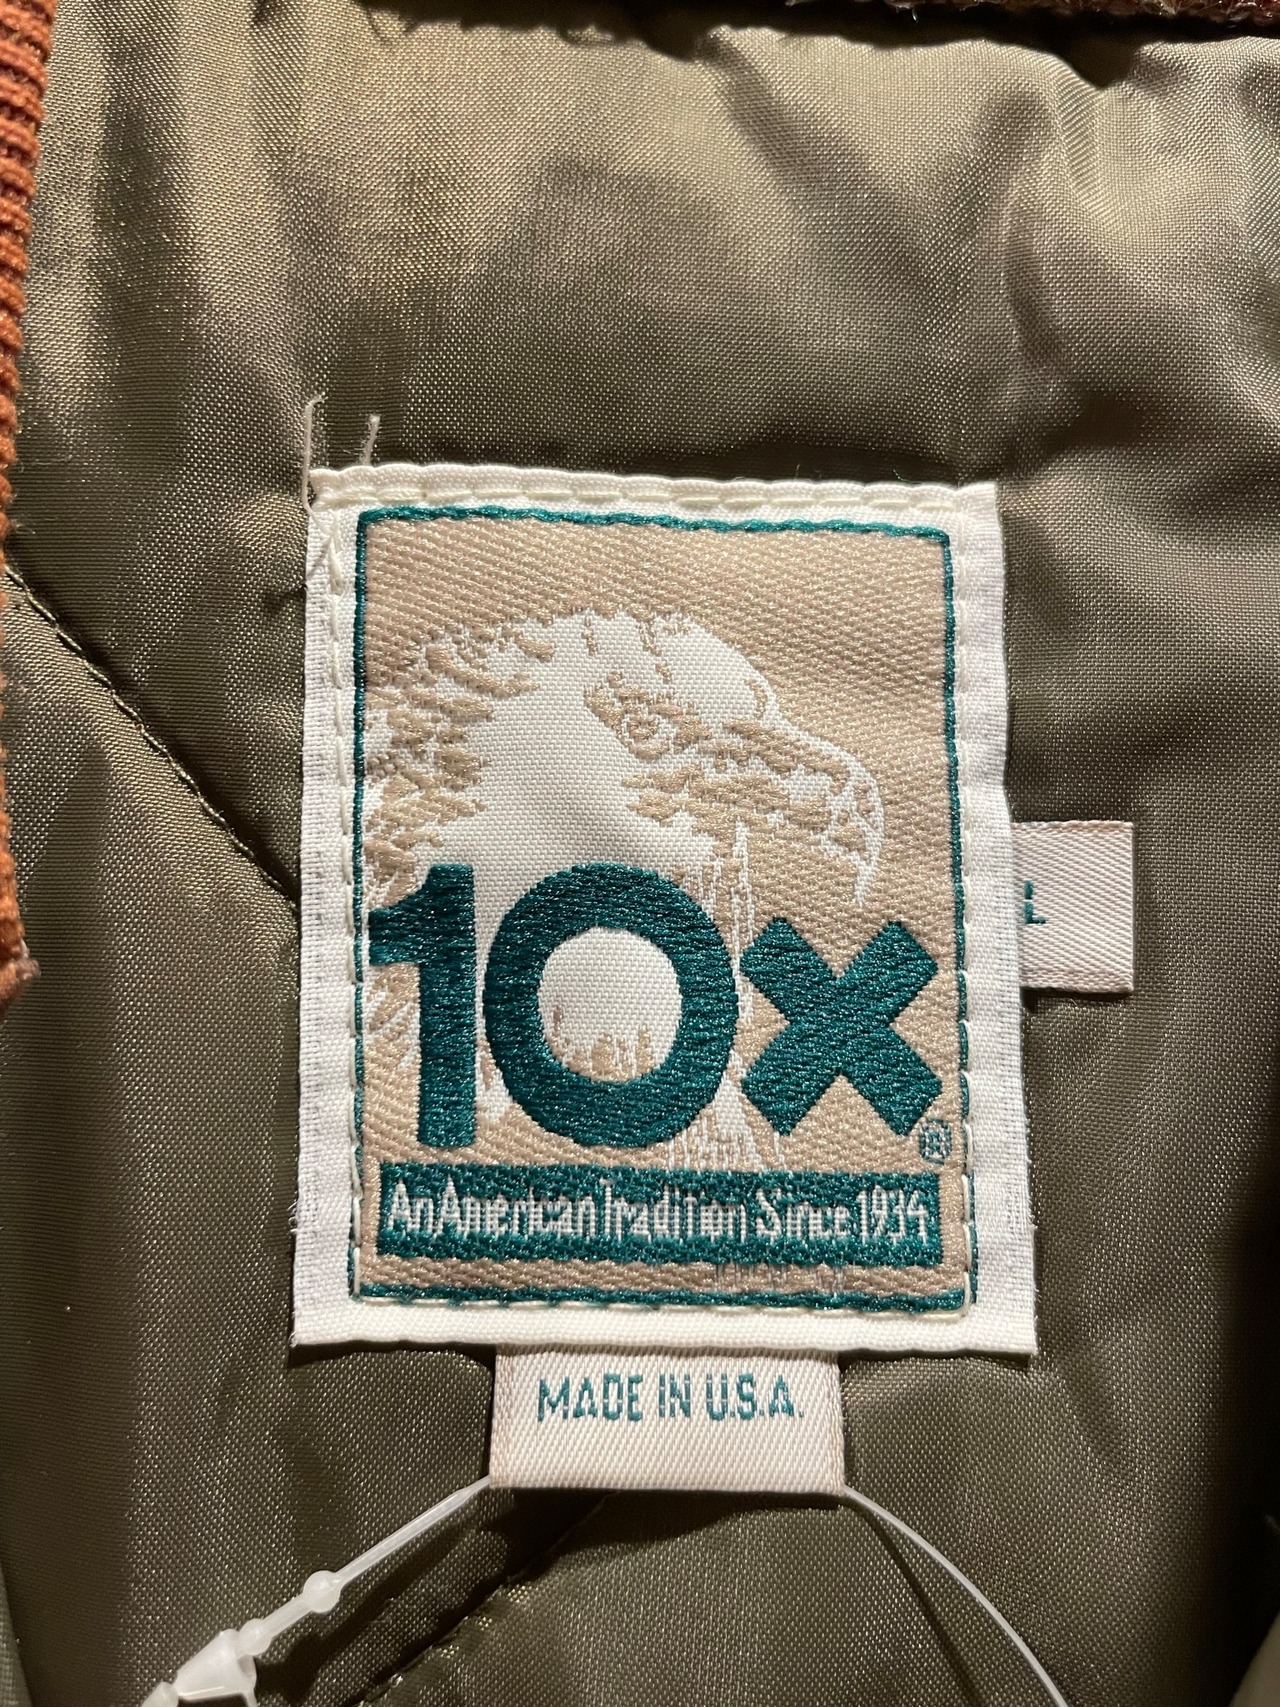 10x®
An American Tradition Since 1934
L
MADE IN U.S.A.